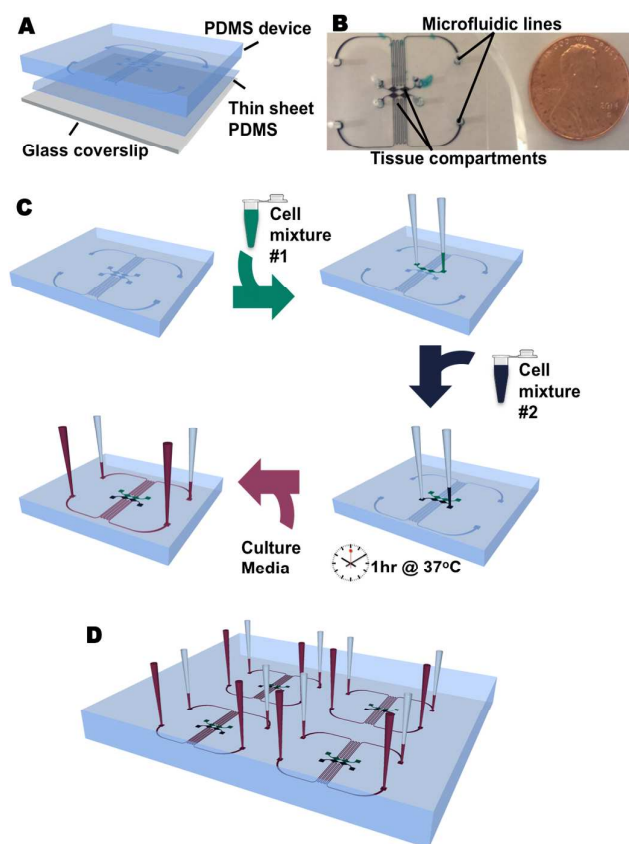 A
PDMS device
Thin sheet
PDMS
Glass coverslip
B
Microfluidic lines
Tissue compartments
C
Cell
mixture
#1
Cell
mixture
#2
Culture
Media
1hr @ 37°C
D